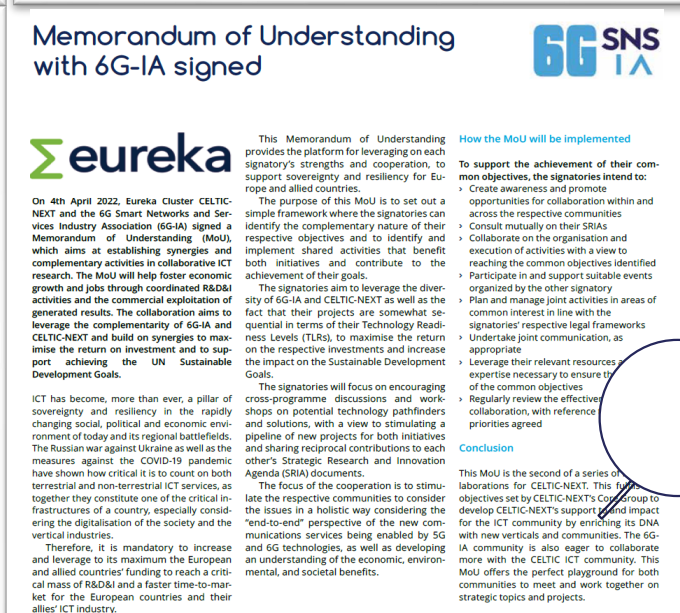 Memorandum of Understanding
with 6G-IA signed
6G SNS
IA
eureka
On 4th April 2022, Eureka Cluster CELTIC-
NEXT and the 6G Smart Networks and Ser-
vices Industry Association (6G-IA) signed a
Memorandum of Understanding (MoU),
which aims at establishing synergies and
complementary activities in collaborative ICT
research. The MoU will help foster economic
growth and jobs through coordinated R&D&I
activities and the commercial exploitation of
generated results. The collaboration aims to
leverage the complementarity of 6G-IA and
CELTIC-NEXT and build on synergies to max-
imise the return on investment and to sup-
port achieving the UN Sustainable
Development Goals.
ICT has become, more than ever, a pillar of
sovereignty and resiliency in the rapidly
changing social, political and economic envi-
ronment of today and its regional battlefields.
The Russian war against Ukraine as well as the
measures against the COVID-19 pandemic
have shown how critical it is to count on both
terrestrial and non-terrestrial ICT services, as
together they constitute one of the critical in-
frastructures of a country, especially consid-
ering the digitalisation of the society and the
vertical industries.
Therefore, it is mandatory to increase
and leverage to its maximum the European
and allied countries' funding to reach a criti-
cal mass of R&D&I and a faster time-to-mar-
ket for the European countries and their
allies' ICT industry.
This Memorandum of Understanding
provides the platform for leveraging on each
signatory's strengths and cooperation, to
support sovereignty and resiliency for Eu-
rope and allied countries.
The purpose of this MoU is to set out a
simple framework where the signatories can
identify the complementary nature of their
respective objectives and to identify and
implement shared activities that benefit
both initiatives and contribute to the
achievement of their goals.
The signatories aim to leverage the diver-
sity of 6G-IA and CELTIC-NEXT as well as the
fact that their projects are somewhat se-
quential in terms of their Technology Readi-
ness Levels (TLRs), to maximise the return
on the respective investments and increase
the impact on the Sustainable Development
Goals.
The signatories will focus on encouraging
cross-programme discussions and work-
shops on potential technology pathfinders
and solutions, with a view to stimulating a
pipeline of new projects for both initiatives
and sharing reciprocal contributions to each
other's Strategic Research and Innovation
Agenda (SRIA) documents.
The focus of the cooperation is to stimu-
late the respective communities to consider
the issues in a holistic way considering the
"end-to-end" perspective of the new com-
munications services being enabled by 5G
and 6G technologies, as well as developing
an understanding of the economic, environ-
mental, and societal benefits.
How the MoU will be implemented
To support the achievement of their com-
mon objectives, the signatories intend to:
› Create awareness and promote
opportunities for collaboration within and
across the respective communities
› Consult mutually on their SRIAs
› Collaborate on the organisation and
execution of activities with a view to
reaching the common objectives identified
› Participate in and support suitable events
organized by the other signatory
› Plan and manage joint activities in areas of
common interest in line with the
signatories' respective legal frameworks
› Undertake joint communication, as
appropriate
› Leverage their relevant resources
expertise necessary to ensure
of the common objectives
› Regularly review the
collaboration, with reference
priorities agreed
Conclusion
This MoU is the second of a series of
laborations for CELTIC-NEXT. This
objectives set by CELTIC-NEXT's Core Group to
develop CELTIC-NEXT's support and impact
for the ICT community by enriching its DNA
with new verticals and communities. The 6G-
IA community is also eager to collaborate
more with the CELTIC ICT community. This
MoU offers the perfect playground for both
communities to meet and work together on
strategic topics and projects.